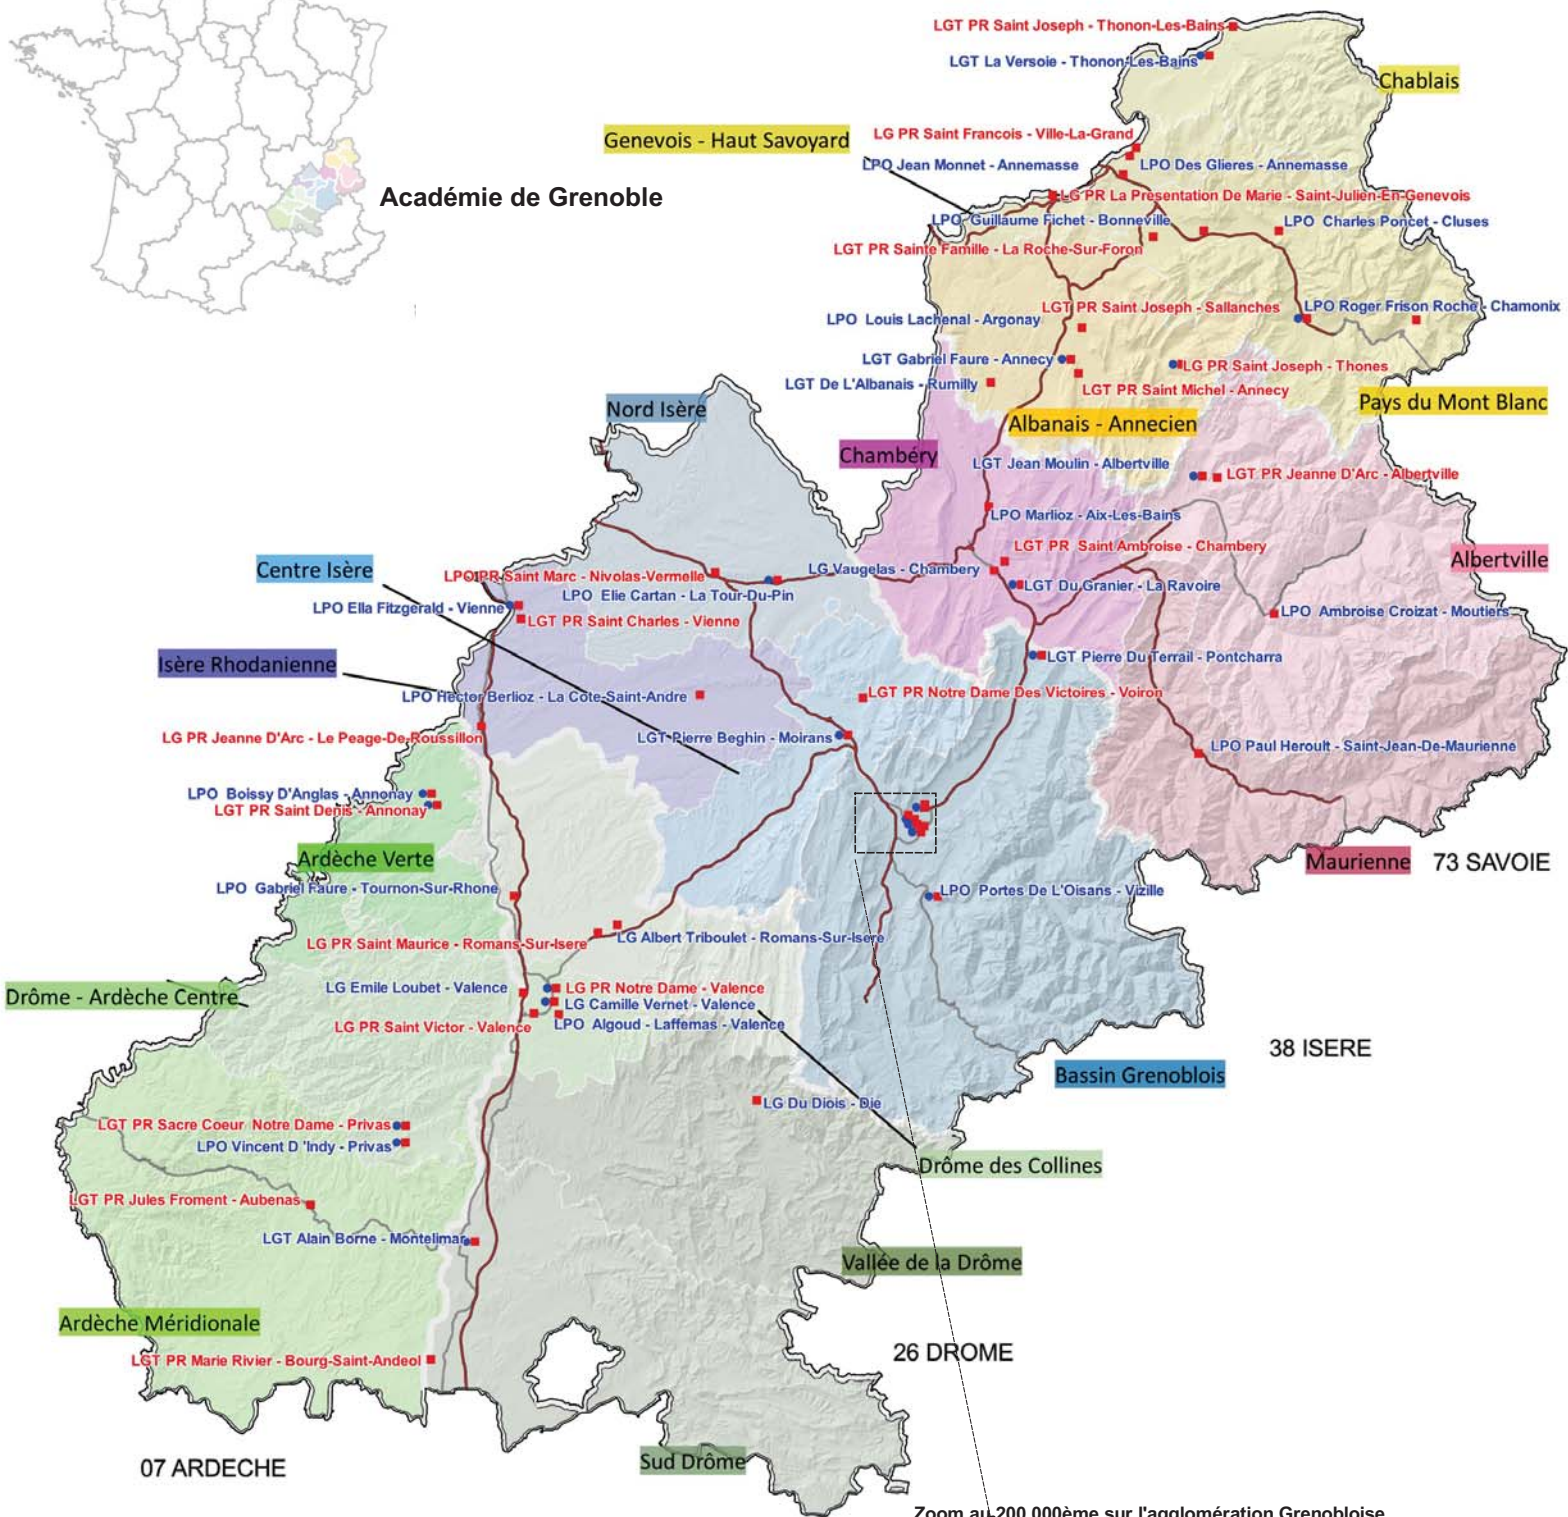 LGT PR Saint Joseph - Thonon-Les-Bains
LGT La Versoie - Thonon-Les-Bains
Chablais
LG PR Saint Francois - Ville-La-Grand
Genevois - Haut Savoyard
LPO Jean Monnet - Annemasse
LPO Des Glieres - Annemasse
Académie de Grenoble
LG PR La Presentation De Marie - Saint-Julien-En-Genevois
LPO Guillaume Fichet - Bonneville
LPO Charles Poncet - Cluses
LGT PR Sainte Famille - La Roche-Sur-Foron
LGT PR Saint Joseph - Sallanches
LPO Roger Frison Roche - Chamonix
LPO Louis Lachenal - Argonay
LGT Gabriel Faure - Annecy
LG PR Saint Joseph - Thones
LGT De L'Albanais - Rumilly
LGT PR Saint Michel - Annecy
Pays du Mont Blanc
Nord Isère
Albanais - Annecien
Chambéry
LGT Jean Moulin - Albertville
LGT PR Jeanne D'Arc - Albertville
LPO Marlioz - Aix-Les-Bains
LGT PR Saint Ambroise - Chambery
Albertville
Centre Isère
LG Vaugelas - Chambery
LPO PR Saint Marc - Nivolas-Vermelle
LGT Du Granier - La Ravoire
LPO Elie Cartan - La Tour-Du-Pin
LPO Ella Fitzgerald - Vienne
LPO Ambroise Croizat - Moutiers
LGT PR Saint Charles - Vienne
LGT Pierre Du Terrail - Pontcharra
Isère Rhodanienne
LGT PR Notre Dame Des Victoires - Voiron
LPO Hector Berlioz - La Cote-Saint-Andre
LG PR Jeanne D'Arc - Le Peage-De-Roussillon
LGT Pierre Beghin - Moirans
LPO Paul Heroult - Saint-Jean-De-Maurienne
LPO Boissy D'Anglas - Annonay
LGT PR Saint Denis - Annonay
Ardèche Verte
Maurienne
73 SAVOIE
LPO Gabriel Faure - Tournon-Sur-Rhone
LPO Portes De L'Oisans - Vizille
LG PR Saint Maurice - Romans-Sur-Isere
LG Albert Triboulet - Romans-Sur-Isere
Drôme - Ardèche Centre
LG Emile Loubet - Valence
LG PR Notre Dame - Valence
LG Camille Vernet - Valence
LG PR Saint Victor - Valence
LPO Algoud - Laffemas - Valence
38 ISERE
Bassin Grenoblois
LG Du Diois - Die
LGT PR Sacre Coeur Notre Dame - Privas
LPO Vincent D 'Indy - Privas
Drôme des Collines
LGT PR Jules Froment - Aubenas
LGT Alain Borne - Montelimar
Vallée de la Drôme
Ardèche Méridionale
26 DROME
LGT PR Marie Rivier - Bourg-Saint-Andeol
Sud Drôme
07 ARDECHE
Zoom au 200 000ème sur l'agglomération Grenobloise